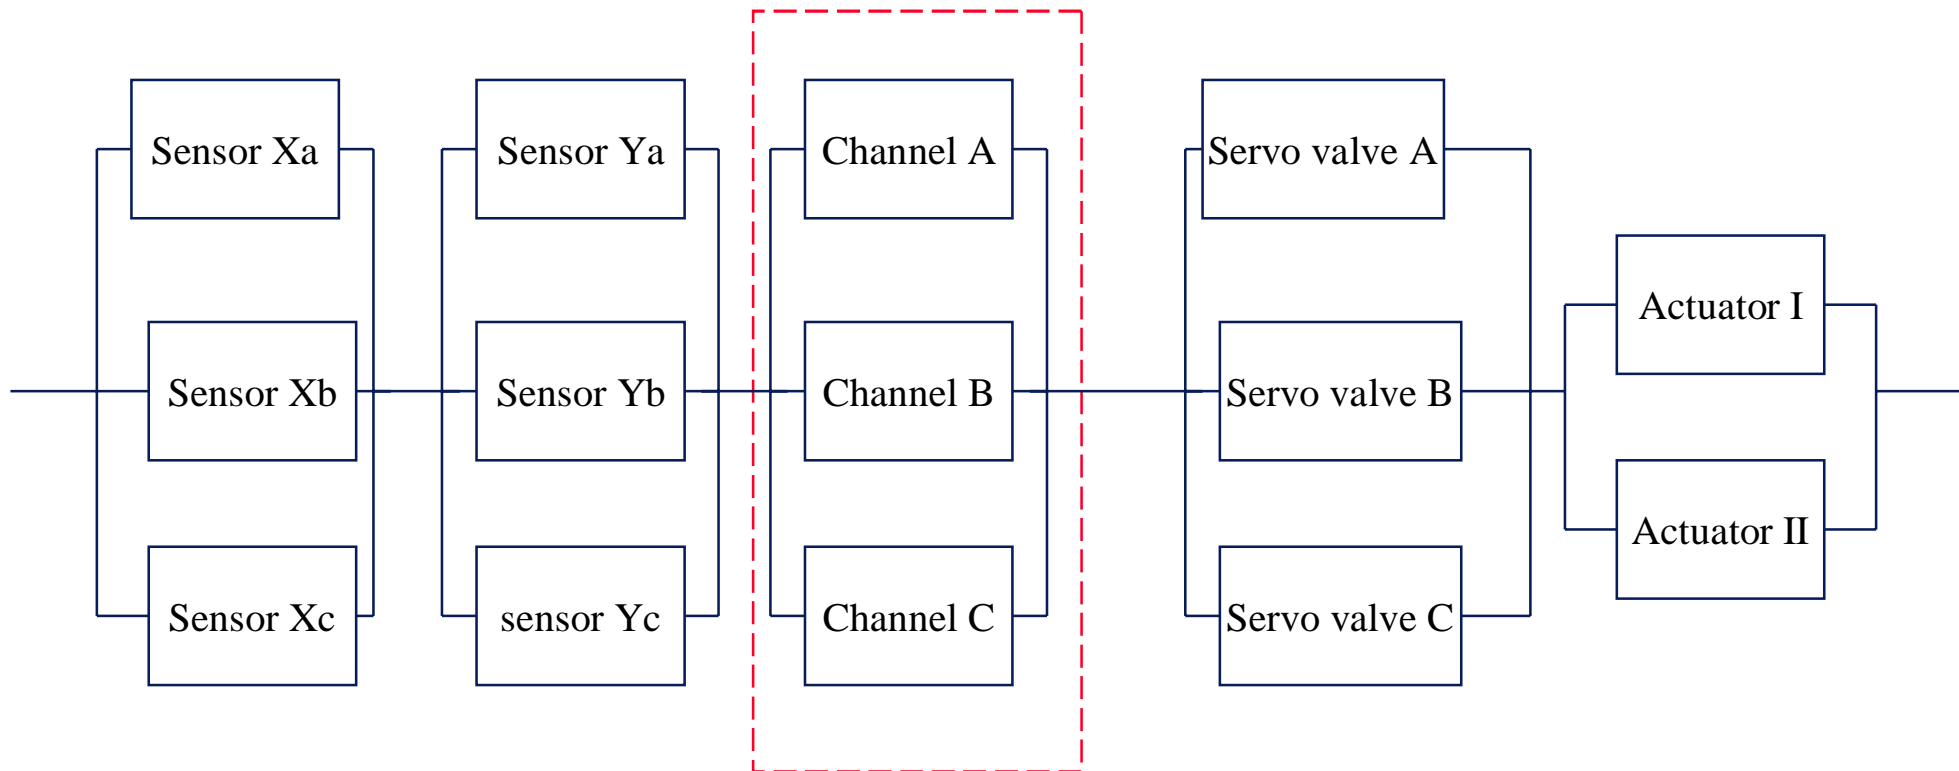 Sensor Xa
Sensor Ya
Channel A
Servo valve A
Actuator I
Sensor Xb
Sensor Yb
Channel B
Servo valve B
Actuator II
Sensor Xc
sensor Yc
Channel C
Servo valve C